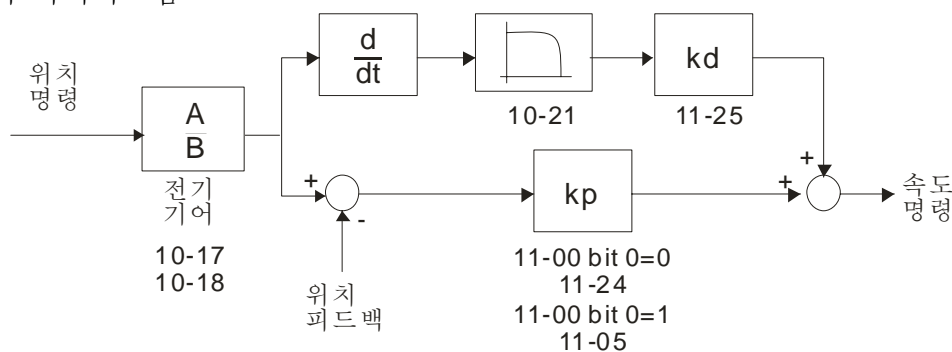 위치
명령
A
B
전기
기어
10-17
10-18
d
dt
10-21
kd
11-25
+
-
위치
피드백
kp
11-00 bit 0=0
11-24
11-00 bit 0=1
11-05
+
+
속도
명령